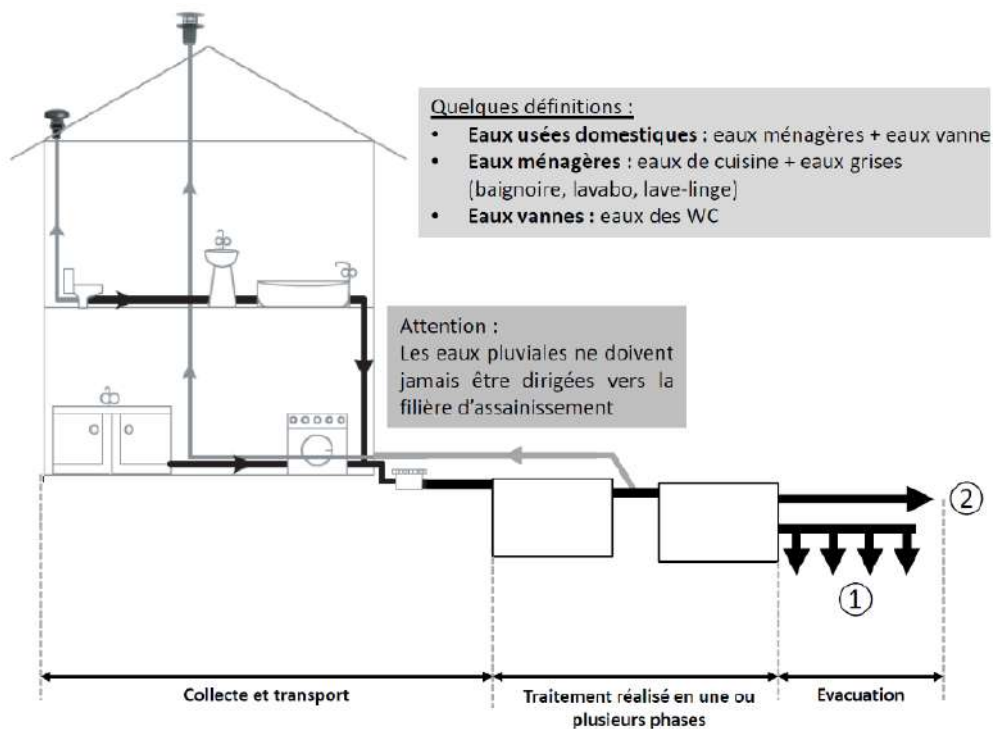 Quelques définitions :
• Eaux usées domestiques : eaux ménagères + eaux vanne
• Eaux ménagères : eaux de cuisine + eaux grises
(baignoire, lavabo, lave-linge)
• Eaux vannes : eaux des WC
Attention :
Les eaux pluviales ne doivent
jamais être dirigées vers la
filière d'assainissement
②
①
Collecte et transport
Traitement réalisé en une ou
plusieurs phases
Evacuation